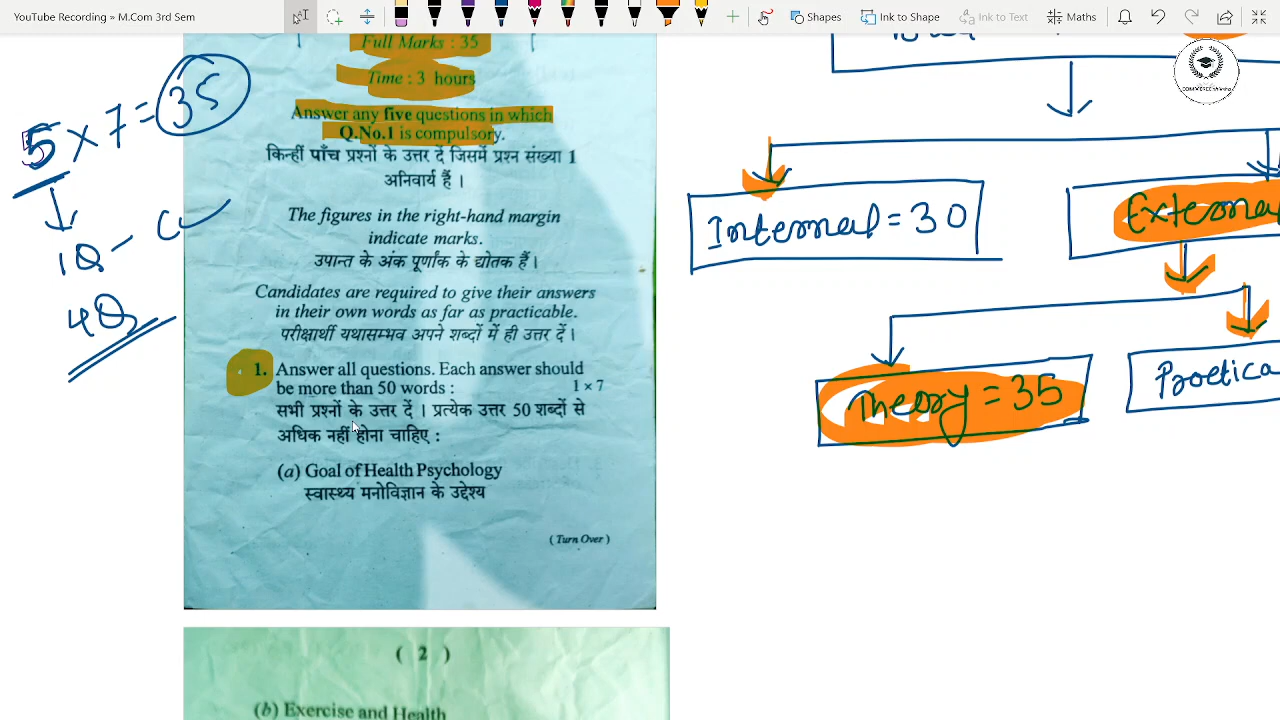 YouTube Recording » M.Com 3rd Sem
Shapes
Ink to Shape
Ink to Text
Maths
5 × 7 = 35
1Q –
4Q
Full Marks : 35
Time : 3 hours
Answer any five questions in which
Q.No.1 is compulsory.
किन्हीं पाँच प्रश्नों के उत्तर दें जिसमें प्रश्न संख्या 1
अनिवार्य हैं ।
The figures in the right-hand margin
indicate marks.
उपान्त के अंक पूर्णांक के द्योतक हैं ।
Candidates are required to give their answers
in their own words as far as practicable.
परीक्षार्थी यथासम्भव अपने शब्दों में ही उत्तर दें ।
1. Answer all questions. Each answer should
be more than 50 words : 1 × 7
सभी प्रश्नों के उत्तर दें । प्रत्येक उत्तर 50 शब्दों से
अधिक नहीं होना चाहिए :
(a) Goal of Health Psychology
स्वास्थ्य मनोविज्ञान के उद्देश्य
( Turn Over )
( 2 )
(b) Exercise and Health
Internal = 30
External
Theory = 35
Proetica